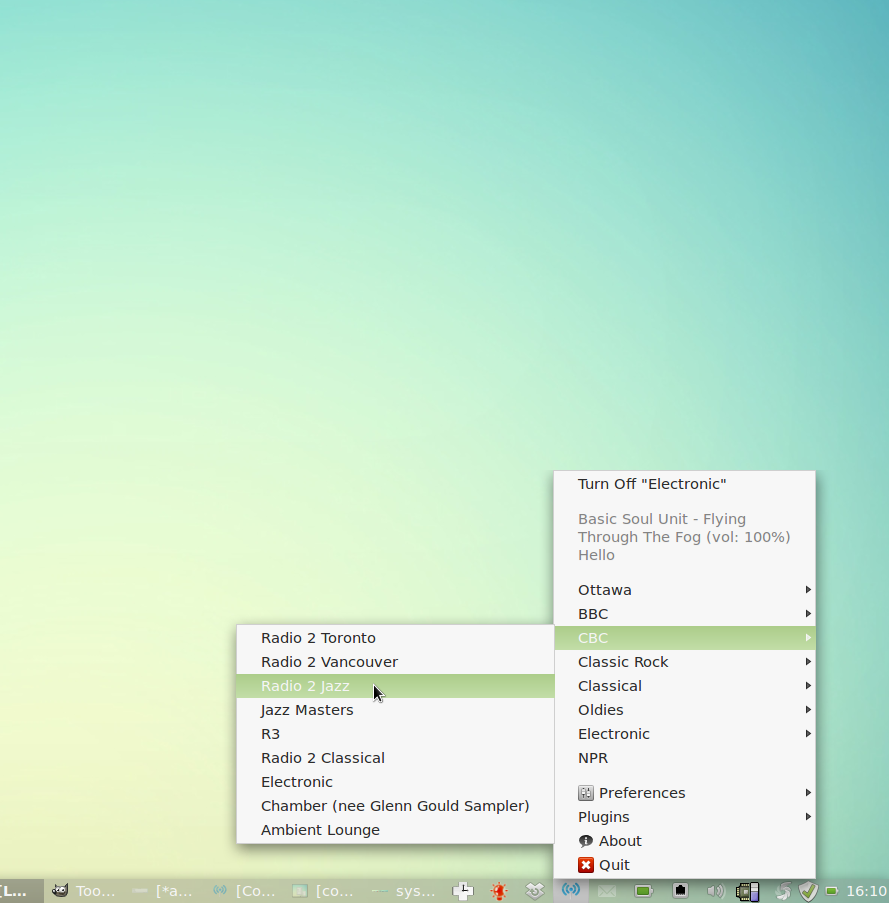 Turn Off "Electronic"
Basic Soul Unit - Flying
Through The Fog (vol: 100%)
Hello
Ottawa
BBC
CBC
Classic Rock
Classical
Oldies
Electronic
NPR
Preferences
Plugins
About
Quit
Radio 2 Toronto
Radio 2 Vancouver
Radio 2 Jazz
Jazz Masters
R3
Radio 2 Classical
Electronic
Chamber (nee Glenn Gould Sampler)
Ambient Lounge
[L... Too... [*a... [Co... [co... sys... 16:10